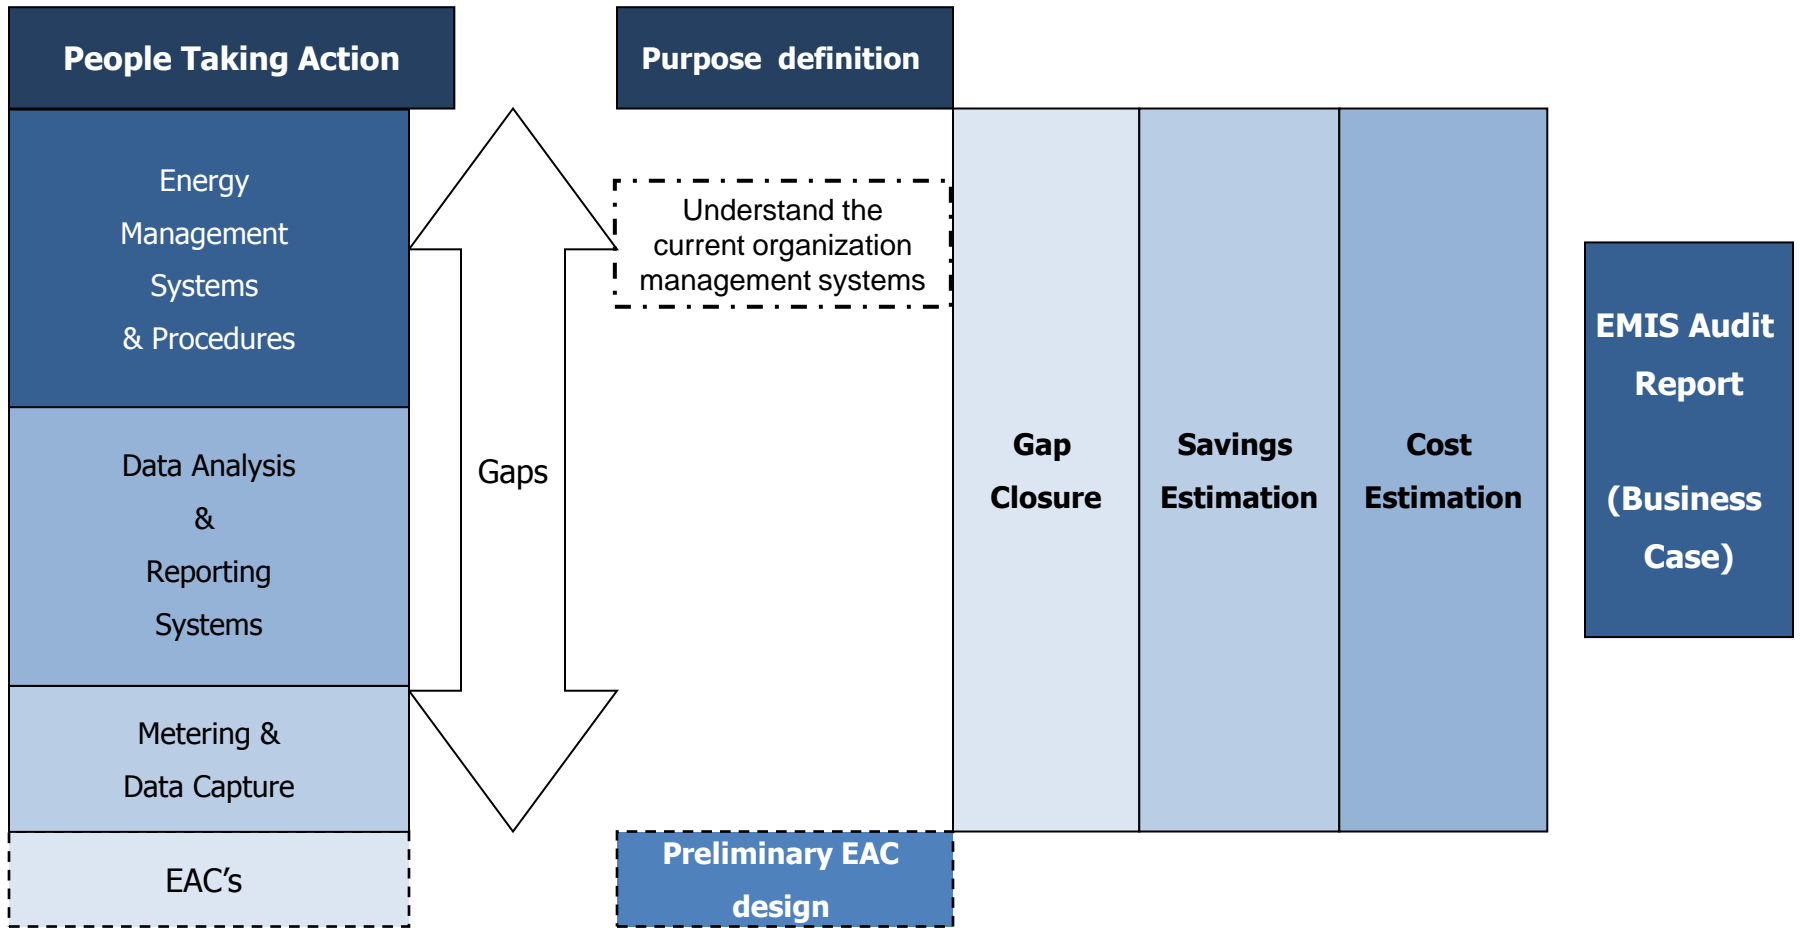 People Taking Action
Energy
Management
Systems
& Procedures
Data Analysis
&
Reporting
Systems
Metering &
Data Capture
EAC’s
Gaps
Purpose definition
Understand the
current organization
management systems
Preliminary EAC
design
Gap
Closure
Savings
Estimation
Cost
Estimation
EMIS Audit
Report
(Business
Case)